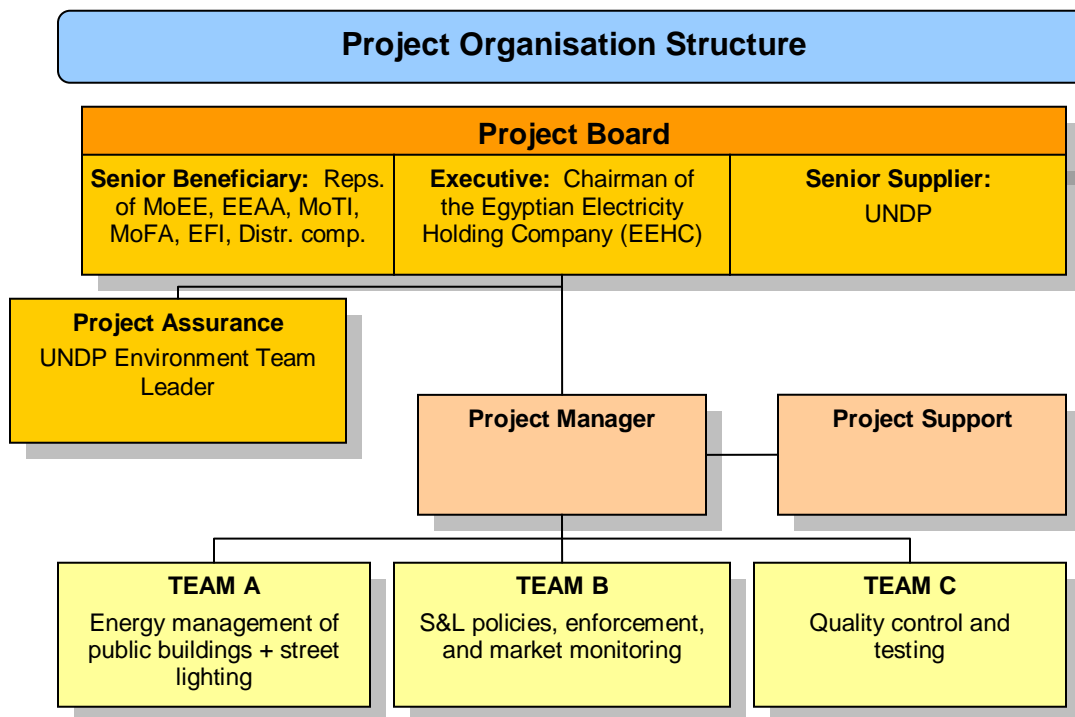 Project Organisation Structure
Project Board
Senior Beneficiary: Reps.
of MoEE, EEAA, MoTI,
MoFA, EFI, Distr. comp.
Executive: Chairman of
the Egyptian Electricity
Holding Company (EEHC)
Senior Supplier:
UNDP
Project Assurance
UNDP Environment Team
Leader
Project Manager
Project Support
TEAM A
Energy management of
public buildings + street
lighting
TEAM B
S&L policies, enforcement,
and market monitoring
TEAM C
Quality control and
testing